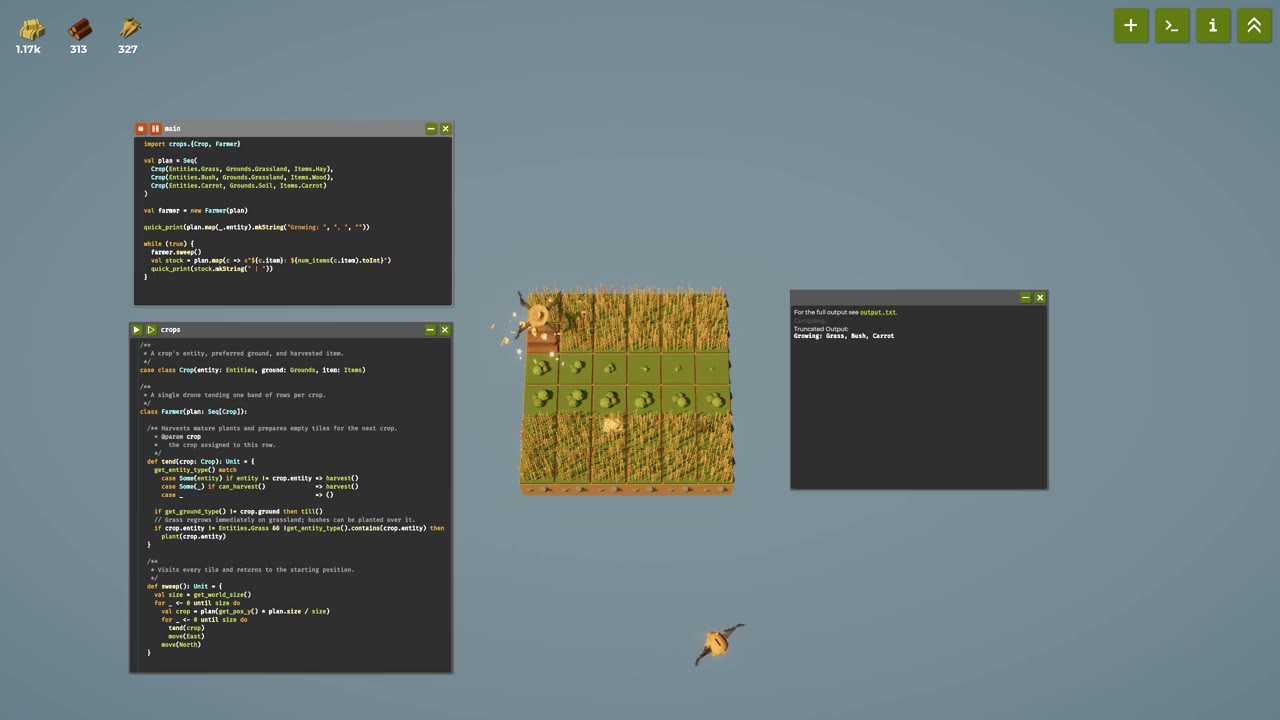 1.17k
313
327
main
import crops.{Crop, Farmer}
val plan = Seq(
Crop(Entities.Grass, Grounds.Grassland, Items.Hay),
Crop(Entities.Bush, Grounds.Grassland, Items.Wood),
Crop(Entities.Carrot, Grounds.Soil, Items.Carrot)
)
val farmer = new Farmer(plan)
quick_print(plan.map(_.entity).mkString("Growing: ", ", ", ""))
while (true) {
farmer.sweep()
val stock = plan.map(c => s"${c.item}: ${num_items(c.item).toInt}")
quick_print(stock.mkString(" | "))
}
crops
/**
* A crop's entity, preferred ground, and harvested item.
*/
case class Crop(entity: Entities, ground: Grounds, item: Items)
/**
* A single drone tending one band of rows per crop.
*/
class Farmer(plan: Seq[Crop]):
/** Harvests mature plants and prepares empty tiles for the next crop.
* @param crop
*   the crop assigned to this row.
*/
def tend(crop: Crop): Unit = {
get_entity_type() match
case Some(entity) if entity != crop.entity => harvest()
case Some(_) if can_harvest() => harvest()
case _ => ()
if get_ground_type() != crop.ground then till()
// Grass regrows immediately on grassland; bushes can be planted over it.
if crop.entity != Entities.Grass && !get_entity_type().contains(crop.entity) then
plant(crop.entity)
}
/**
* Visits every tile and returns to the starting position.
*/
def sweep(): Unit = {
val size = get_world_size()
for _ <- 0 until size do
val crop = plan(get_pos_y() * plan.size / size)
for _ <- 0 until size do
tend(crop)
move(East)
move(North)
}
For the full output see output.txt.
Compiling...
Truncated Output:
Growing: Grass, Bush, Carrot